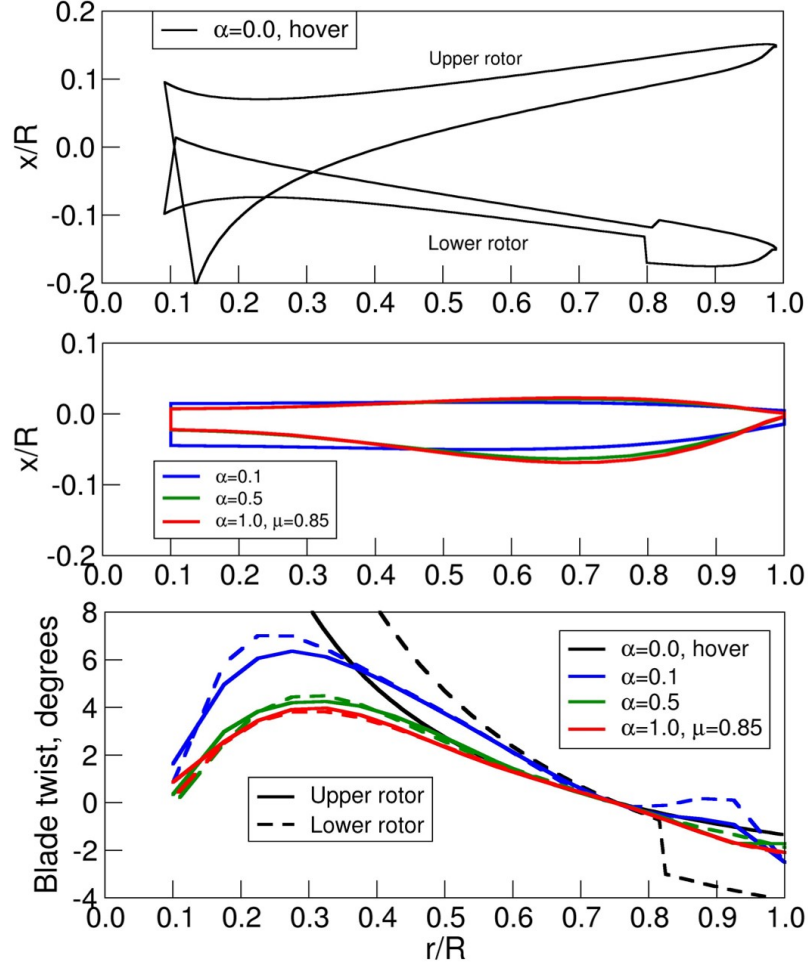 0.2
α=0.0, hover
Upper rotor
0.1
x/R
0.0
-0.1
Lower rotor
-0.2
0.0 0.1 0.2 0.3 0.4 0.5 0.6 0.7 0.8 0.9 1.0
0.1
x/R
0.0
-0.1
α=0.1
α=0.5
α=1.0, μ=0.85
-0.2
0.0 0.1 0.2 0.3 0.4 0.5 0.6 0.7 0.8 0.9 1.0
Blade twist, degrees
8
6
4
2
0
-2
-4
α=0.0, hover
α=0.1
α=0.5
α=1.0, μ=0.85
Upper rotor
Lower rotor
0.0 0.1 0.2 0.3 0.4 0.5 0.6 0.7 0.8 0.9 1.0
r/R